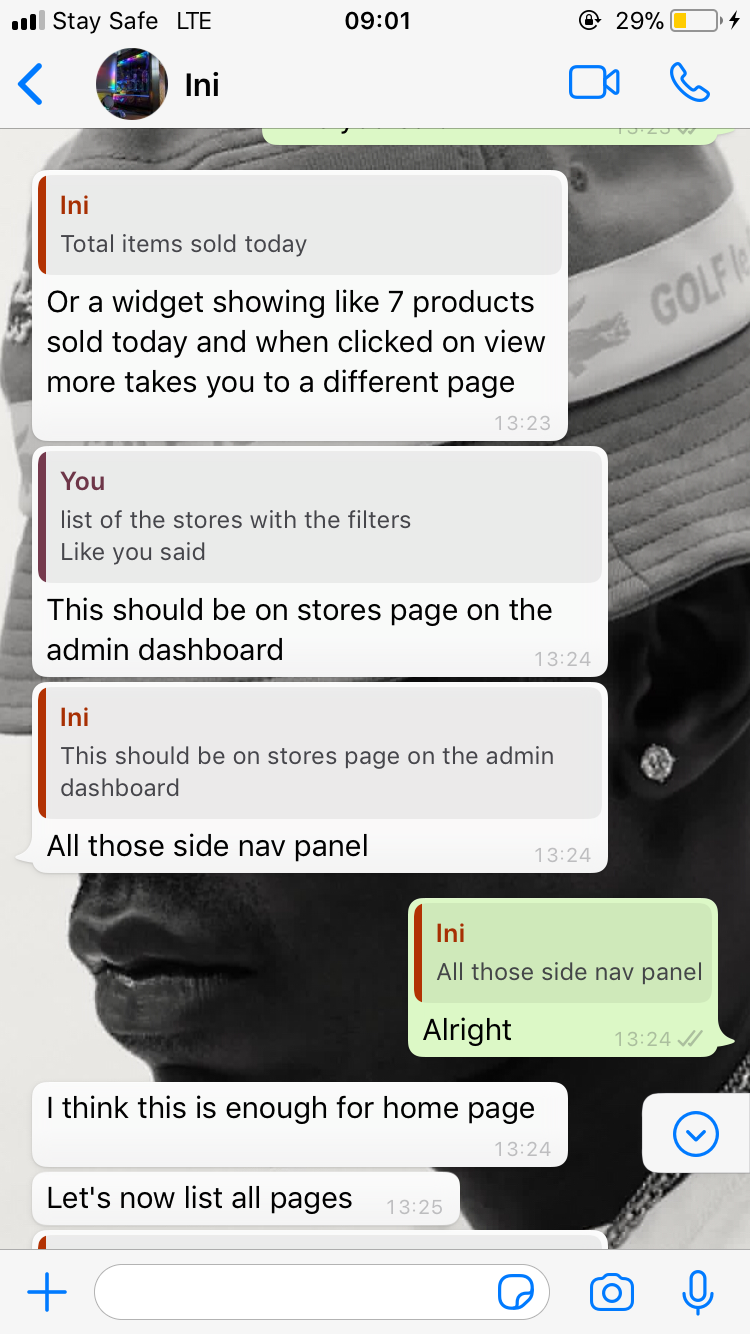 Stay Safe LTE 09:01 29%
Ini
13:23
Ini
Total items sold today
Or a widget showing like 7 products
sold today and when clicked on view
more takes you to a different page
13:23
GOLF le
You
list of the stores with the filters
Like you said
This should be on stores page on the
admin dashboard
13:24
Ini
This should be on stores page on the admin
dashboard
All those side nav panel
13:24
Ini
All those side nav panel
Alright
13:24
I think this is enough for home page
13:24
Let's now list all pages
13:25